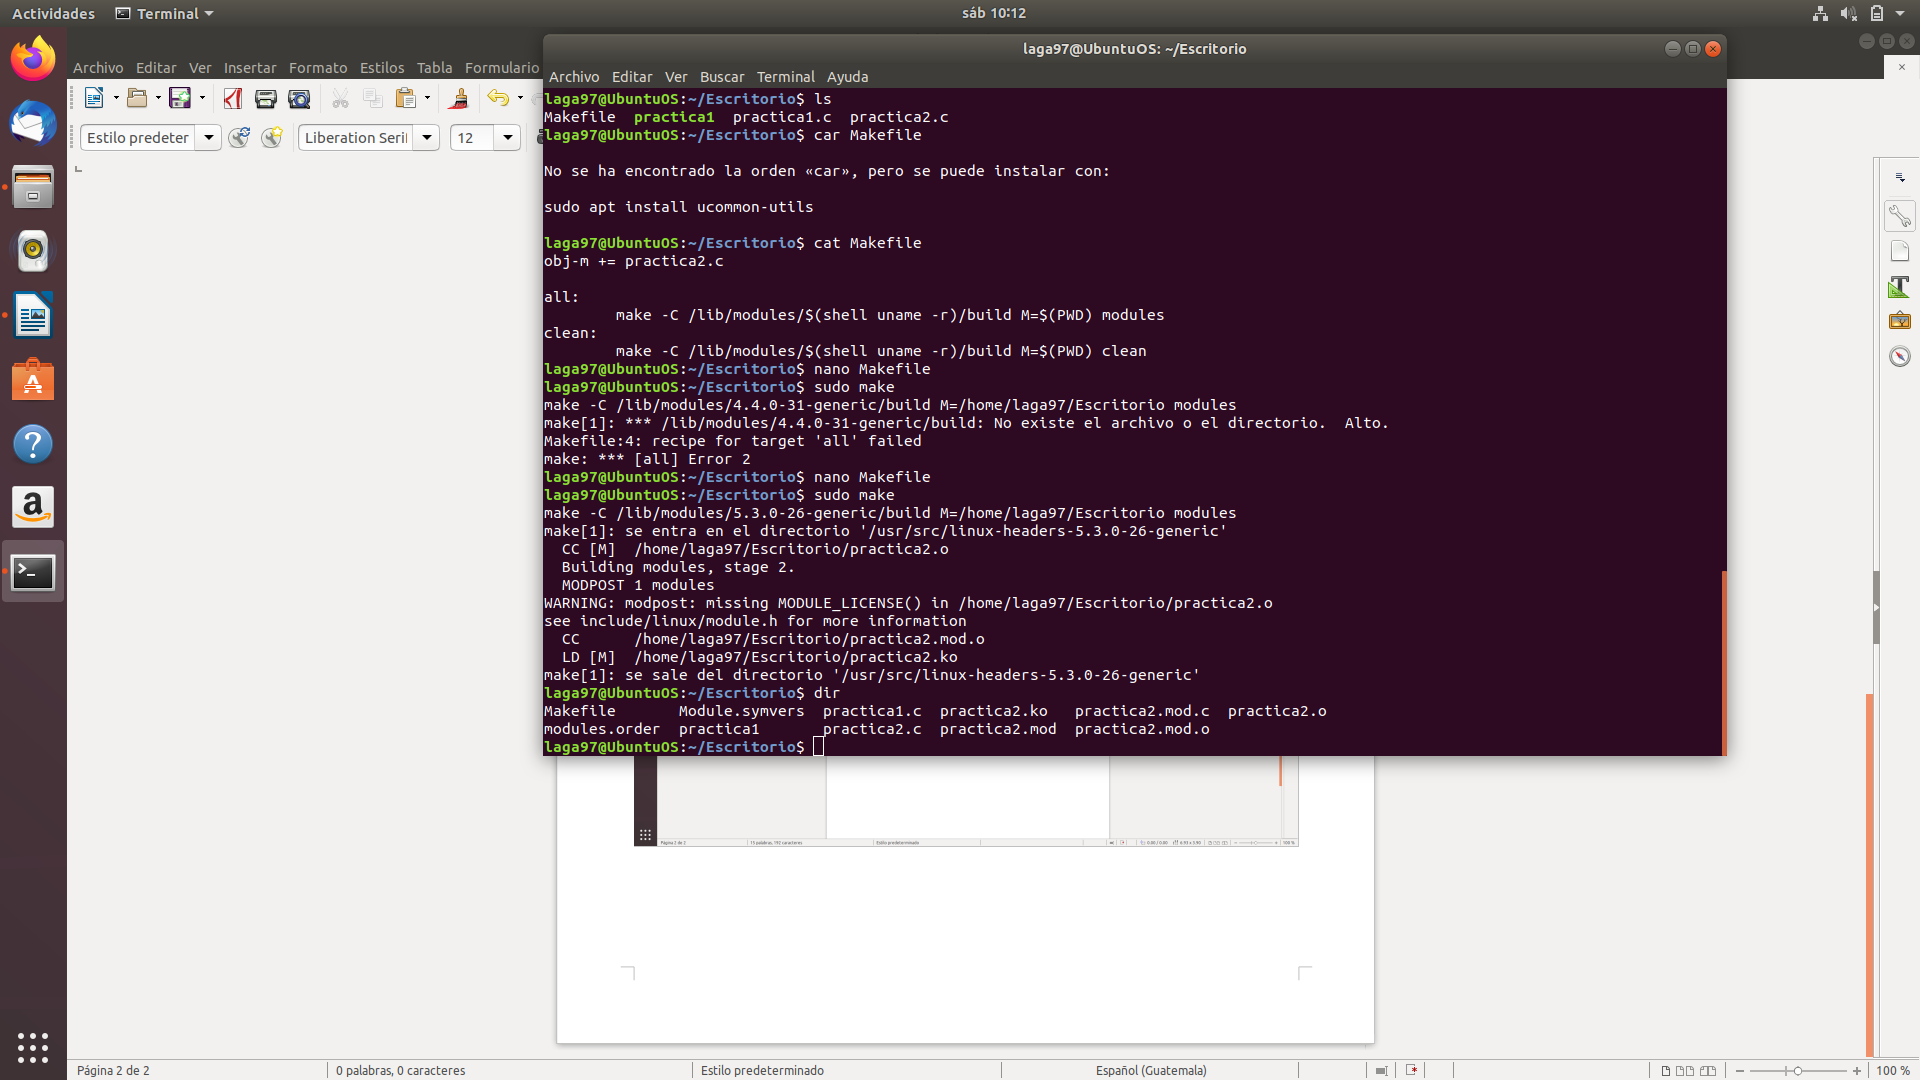 Actividades
Terminal
sáb 10:12
laga97@UbuntuOS: ~/Escritorio
Archivo Editar Ver Insertar Formato Estilos Tabla Formulario
Archivo Editar Ver Buscar Terminal Ayuda
Estilo predeter
Liberation Seri
12
laga97@UbuntuOS:~/Escritorio$ ls
Makefile  practica1  practica1.c  practica2.c
laga97@UbuntuOS:~/Escritorio$ car Makefile
No se ha encontrado la orden «car», pero se puede instalar con:
sudo apt install ucommon-utils
laga97@UbuntuOS:~/Escritorio$ cat Makefile
obj-m += practica2.c
all:
        make -C /lib/modules/$(shell uname -r)/build M=$(PWD) modules
clean:
        make -C /lib/modules/$(shell uname -r)/build M=$(PWD) clean
laga97@UbuntuOS:~/Escritorio$ nano Makefile
laga97@UbuntuOS:~/Escritorio$ sudo make
make -C /lib/modules/4.4.0-31-generic/build M=/home/laga97/Escritorio modules
make[1]: *** /lib/modules/4.4.0-31-generic/build: No existe el archivo o el directorio.  Alto.
Makefile:4: recipe for target 'all' failed
make: *** [all] Error 2
laga97@UbuntuOS:~/Escritorio$ nano Makefile
laga97@UbuntuOS:~/Escritorio$ sudo make
make -C /lib/modules/5.3.0-26-generic/build M=/home/laga97/Escritorio modules
make[1]: se entra en el directorio '/usr/src/linux-headers-5.3.0-26-generic'
  CC [M]  /home/laga97/Escritorio/practica2.o
  Building modules, stage 2.
  MODPOST 1 modules
WARNING: modpost: missing MODULE_LICENSE() in /home/laga97/Escritorio/practica2.o
see include/linux/module.h for more information
  CC      /home/laga97/Escritorio/practica2.mod.o
  LD [M]  /home/laga97/Escritorio/practica2.ko
make[1]: se sale del directorio '/usr/src/linux-headers-5.3.0-26-generic'
laga97@UbuntuOS:~/Escritorio$ dir
Makefile       Module.symvers  practica1.c  practica2.ko   practica2.mod.c  practica2.o
modules.order  practica1       practica2.c  practica2.mod  practica2.mod.o
laga97@UbuntuOS:~/Escritorio$
Página 2 de 2
0 palabras, 0 caracteres
Estilo predeterminado
Español (Guatemala)
100 %